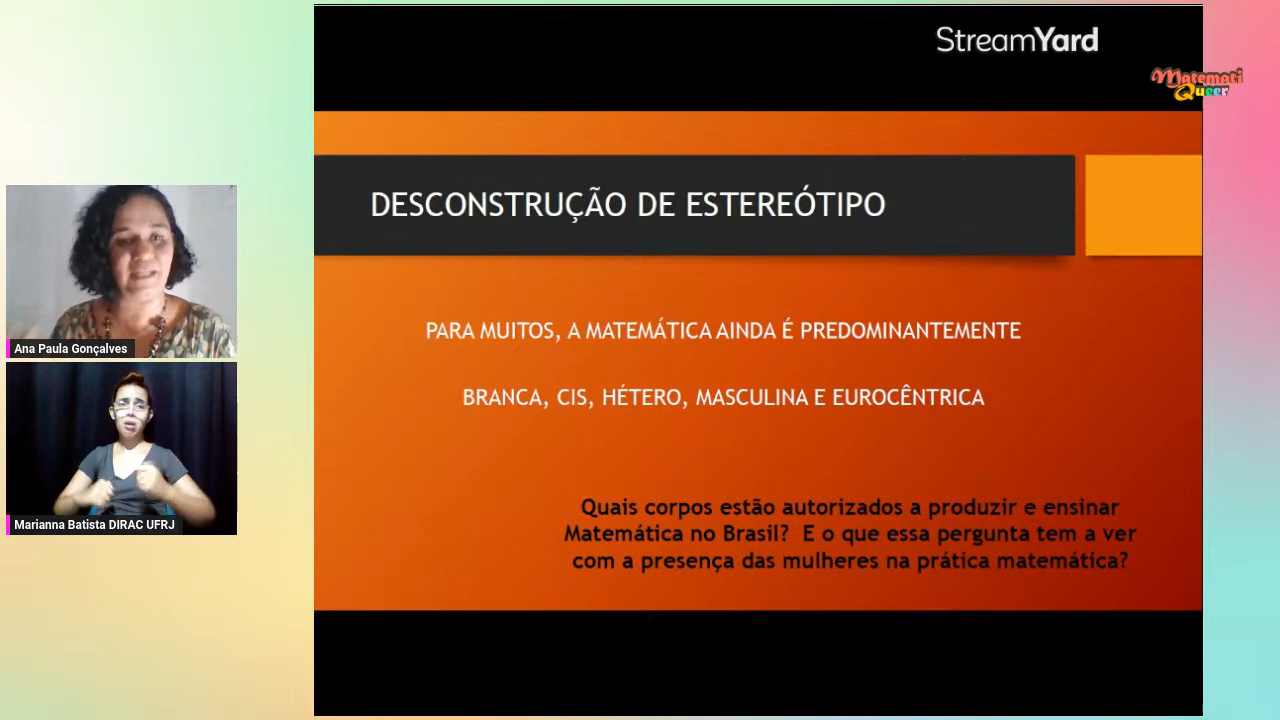 StreamYard
Matemati
Queer
DESCONSTRUÇÃO DE ESTEREÓTIPO
PARA MUITOS, A MATEMÁTICA AINDA É PREDOMINANTEMENTE
BRANCA, CIS, HÉTERO, MASCULINA E EUROCÊNTRICA
Quais corpos estão autorizados a produzir e ensinar
Matemática no Brasil? E o que essa pergunta tem a ver
com a presença das mulheres na prática matemática?
Ana Paula Gonçalves
Marianna Batista DIRAC UFRJ